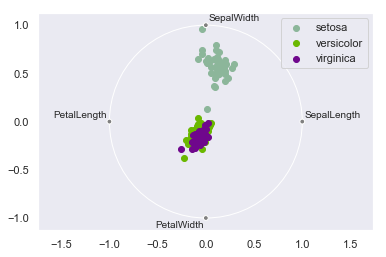 SepalWidth
setosa
versicolor
virginica
PetalLength
SepalLength
PetalWidth
1.0
0.5
0.0
−0.5
−1.0
−1.5
−1.0
−0.5
0.0
0.5
1.0
1.5